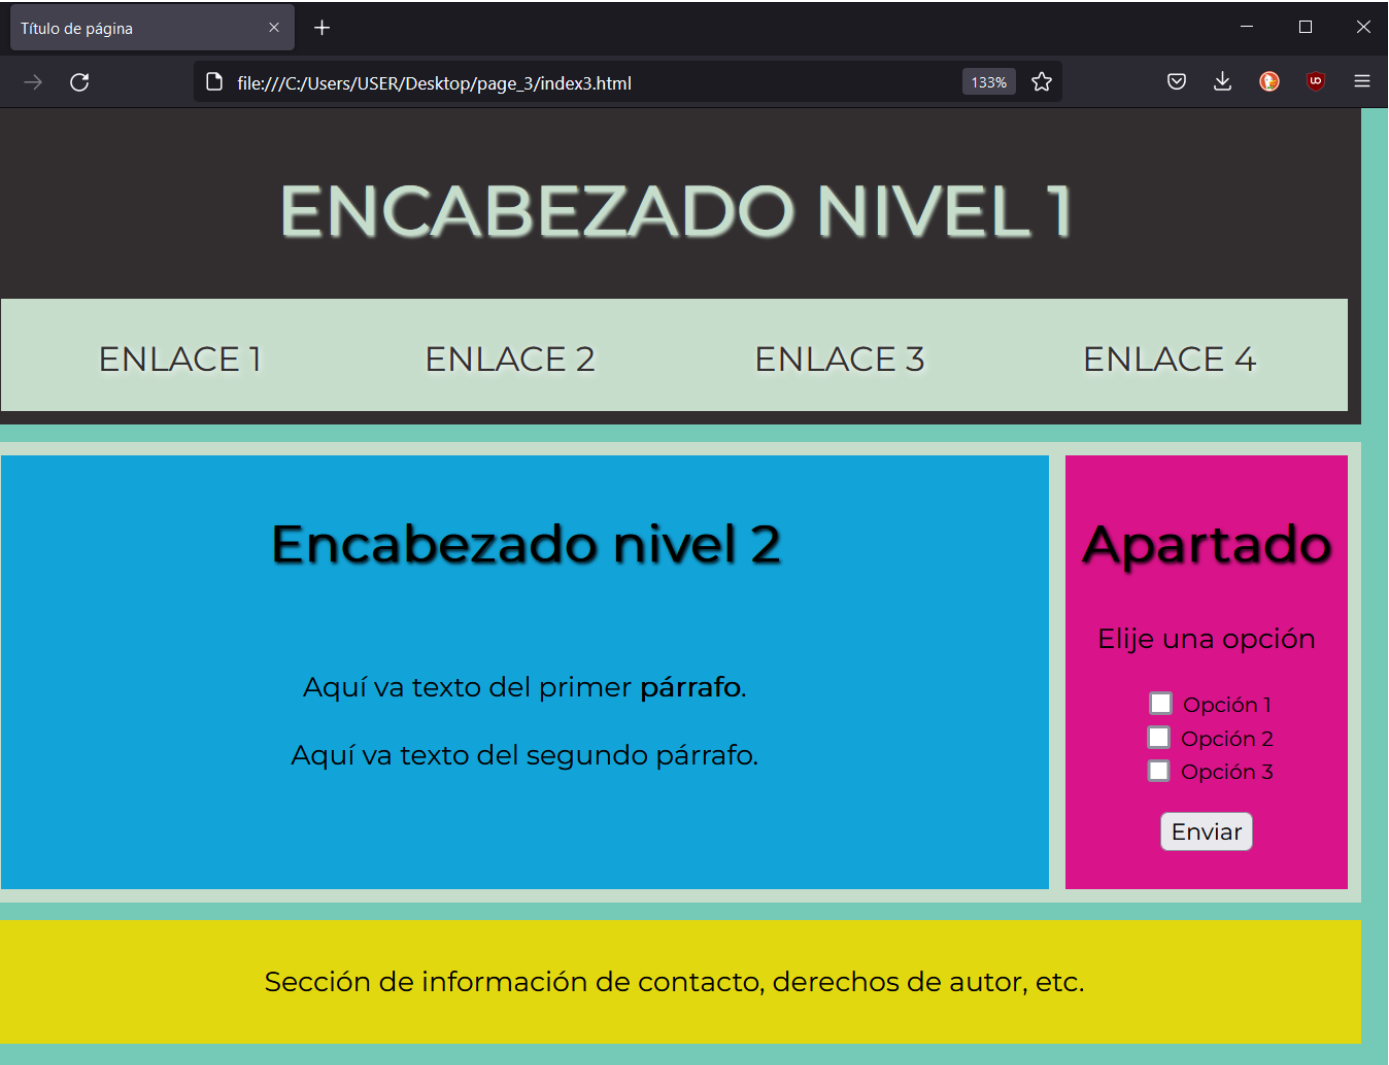 Título de página
file:///C:/Users/USER/Desktop/page_3/index3.html 133%
ENCABEZADO NIVEL 1
ENLACE 1 ENLACE 2 ENLACE 3 ENLACE 4
Encabezado nivel 2
Aquí va texto del primer párrafo.
Aquí va texto del segundo párrafo.
Apartado
Elije una opción
Opción 1
Opción 2
Opción 3
Enviar
Sección de información de contacto, derechos de autor, etc.